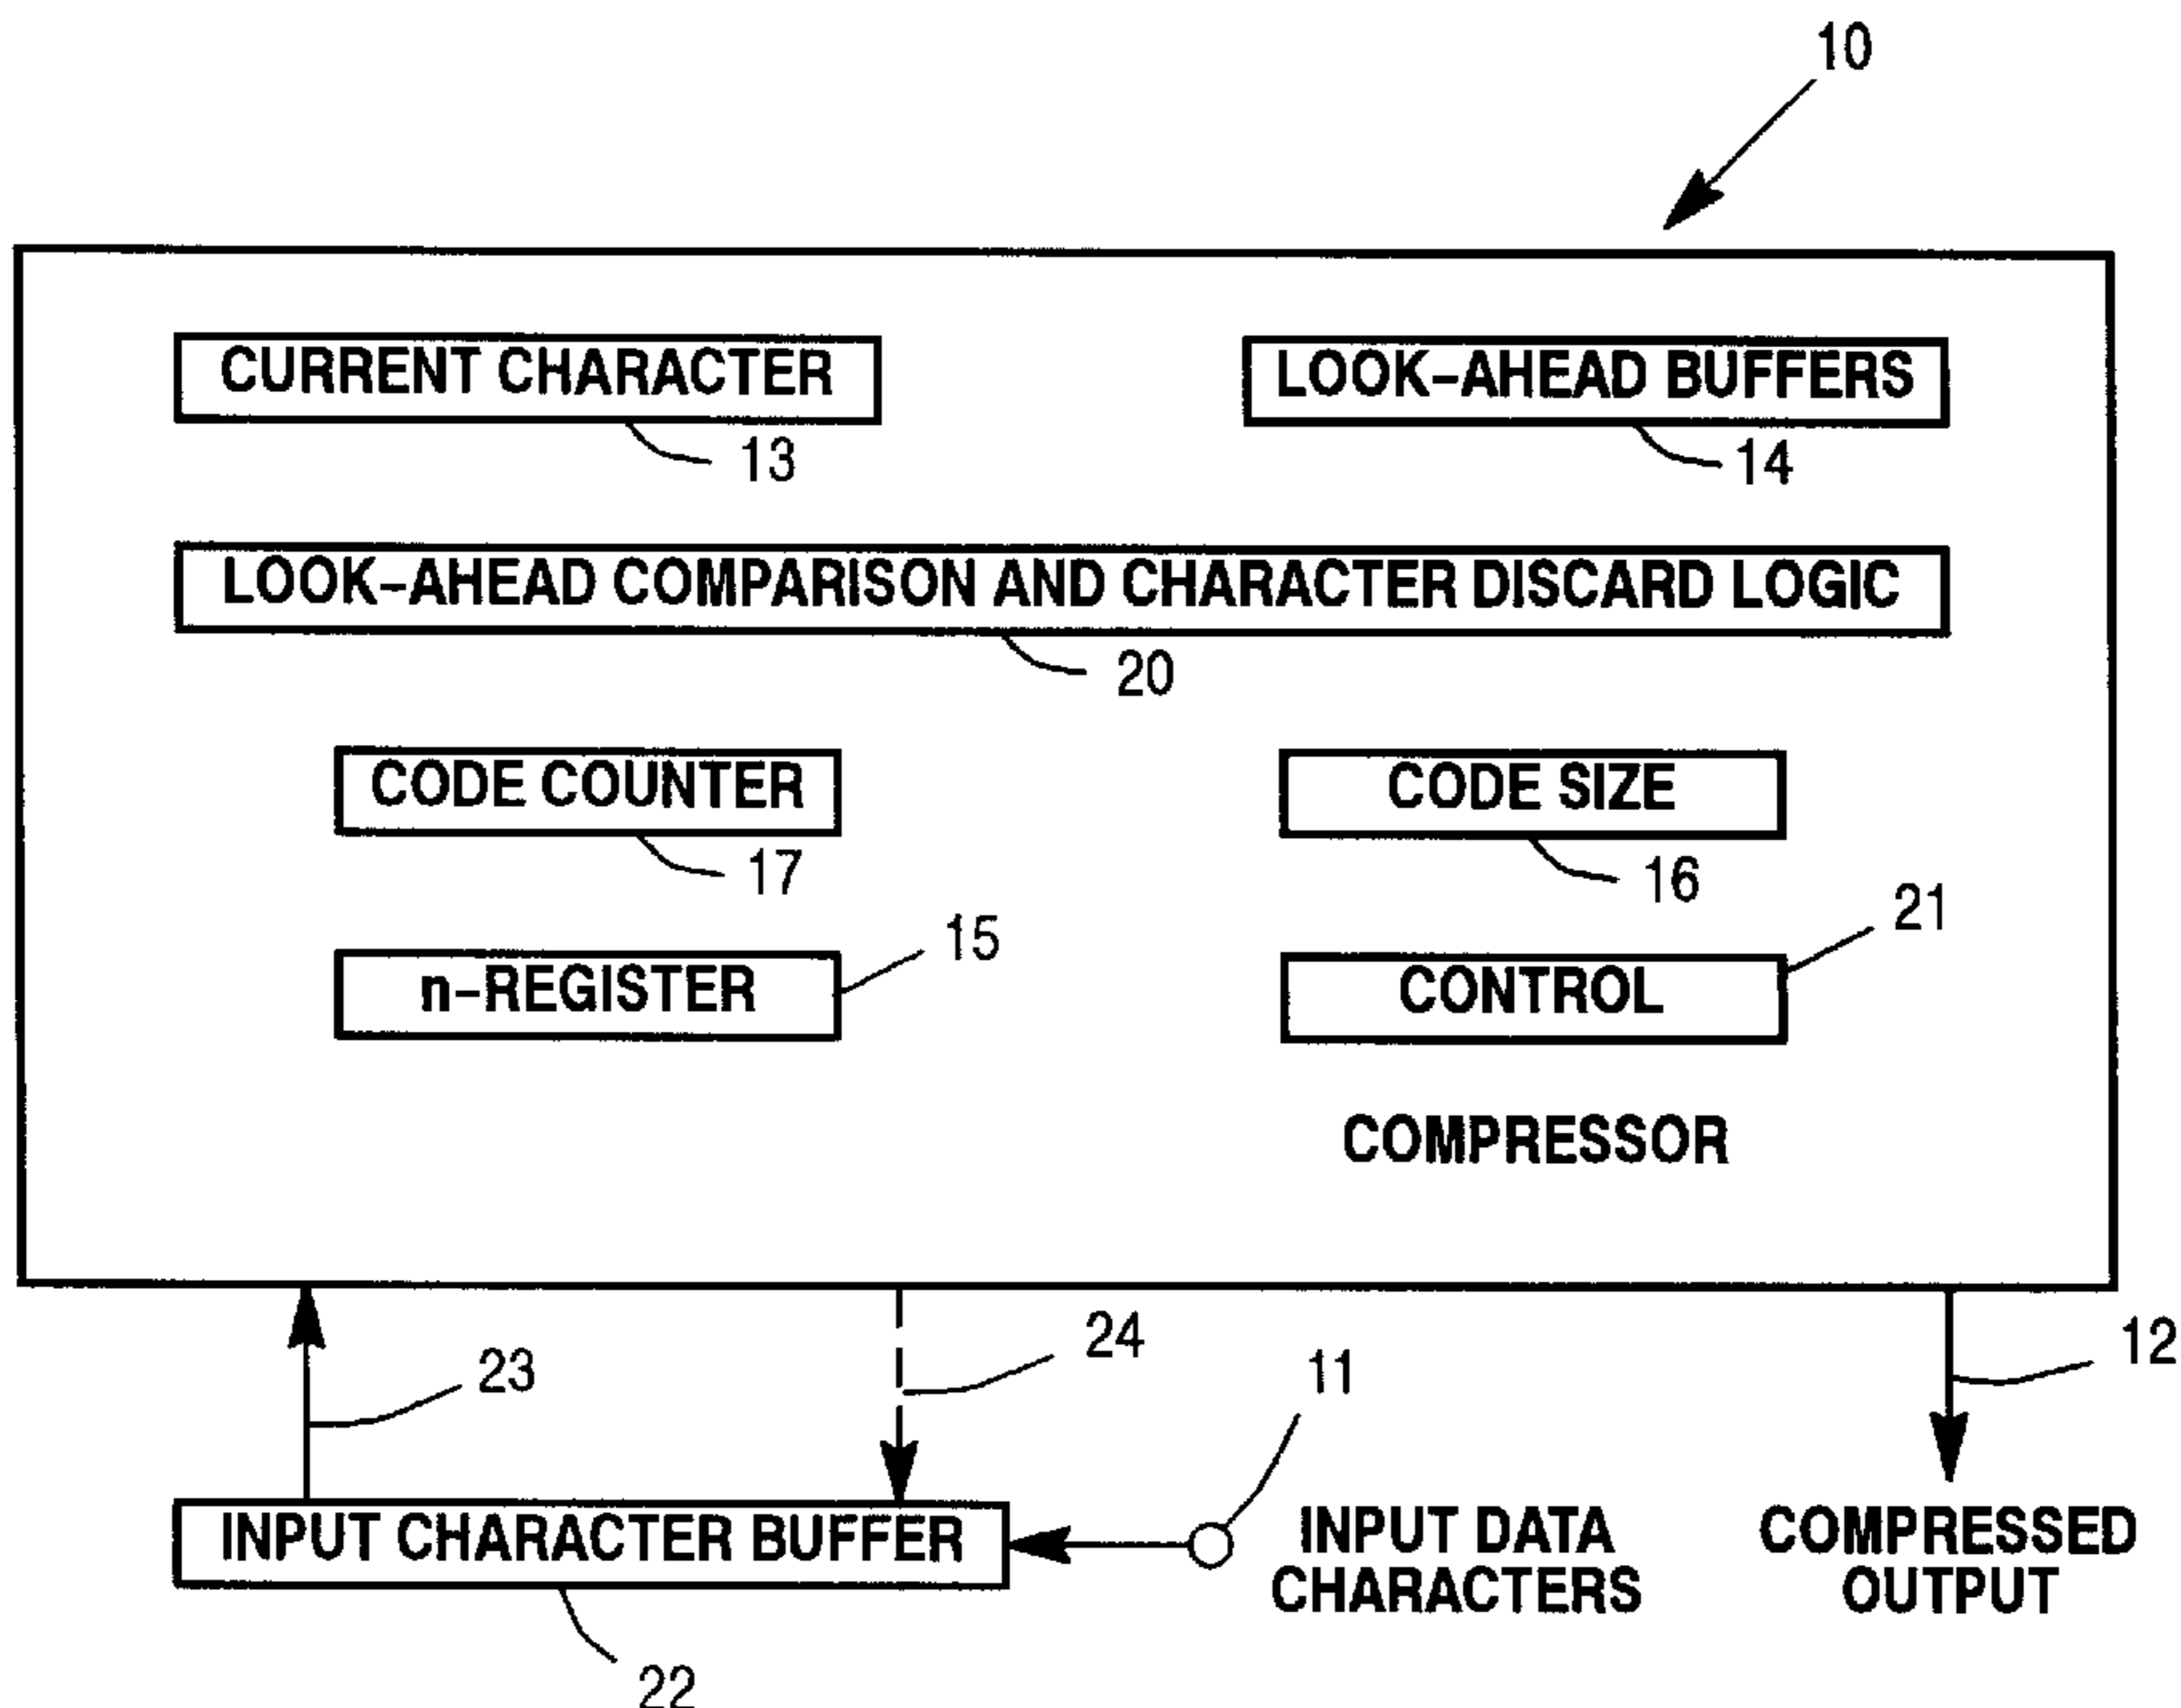 10
CURRENT CHARACTER
LOOK-AHEAD BUFFERS
13
14
LOOK-AHEAD COMPARISON AND CHARACTER DISCARD LOGIC
20
CODE COUNTER
CODE SIZE
17
16
15
21
n-REGISTER
CONTROL
COMPRESSOR
24
12
23
11
INPUT CHARACTER BUFFER
INPUT DATA
CHARACTERS
COMPRESSED
OUTPUT
22